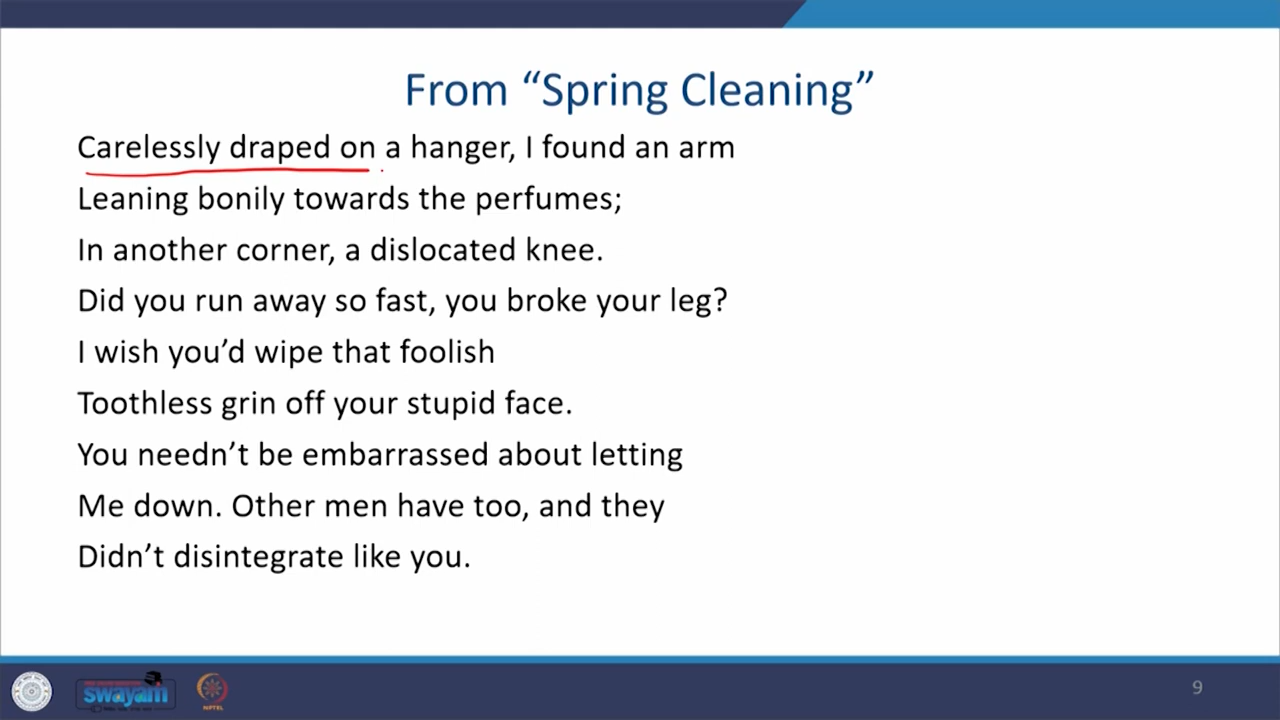 From “Spring Cleaning”
Carelessly draped on a hanger, I found an arm
Leaning bonily towards the perfumes;
In another corner, a dislocated knee.
Did you run away so fast, you broke your leg?
I wish you’d wipe that foolish
Toothless grin off your stupid face.
You needn’t be embarrassed about letting
Me down. Other men have too, and they
Didn’t disintegrate like you.
swayam
NPTEL
9